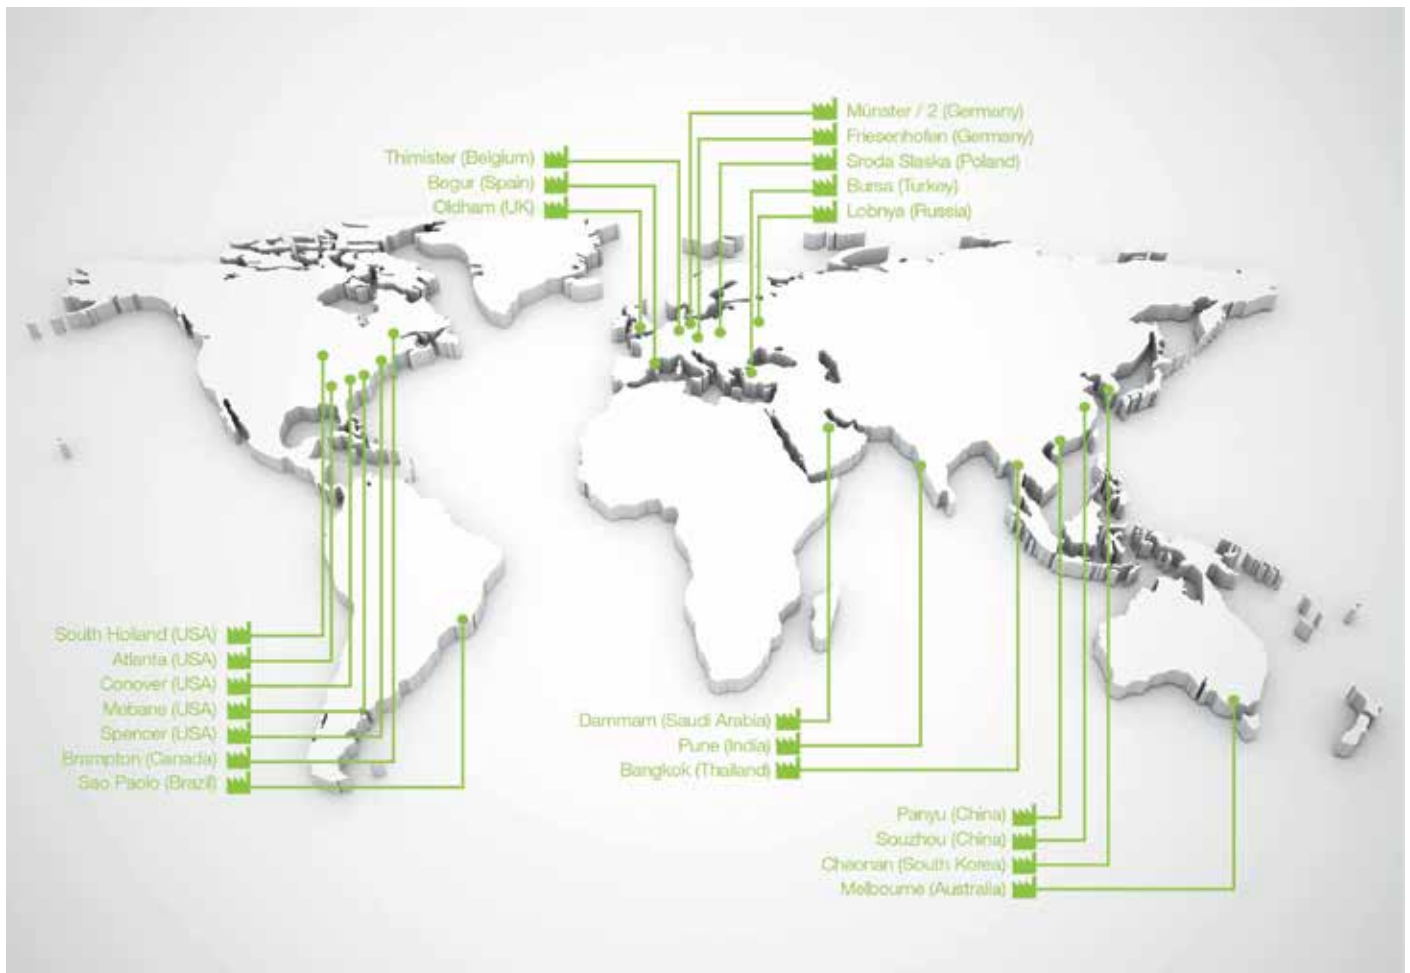 Münster / 2 (Germany)
Friesenhofen (Germany)
Sroda Slaska (Poland)
Bursa (Turkey)
Lobnya (Russia)
Thimister (Belgium)
Begur (Spain)
Oldham (UK)
South Holland (USA)
Atlanta (USA)
Conover (USA)
Mebane (USA)
Spencer (USA)
Brampton (Canada)
Sao Paolo (Brazil)
Dammam (Saudi Arabia)
Pune (India)
Bangkok (Thailand)
Panyu (China)
Souzhou (China)
Cheonan (South Korea)
Melbourne (Australia)